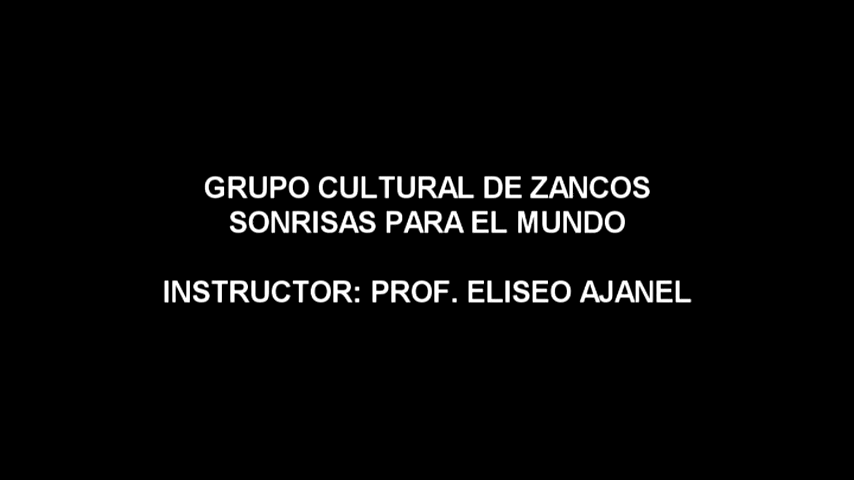 GRUPO CULTURAL DE ZANCOS
SONRISAS PARA EL MUNDO
INSTRUCTOR: PROF. ELISEO AJANEL